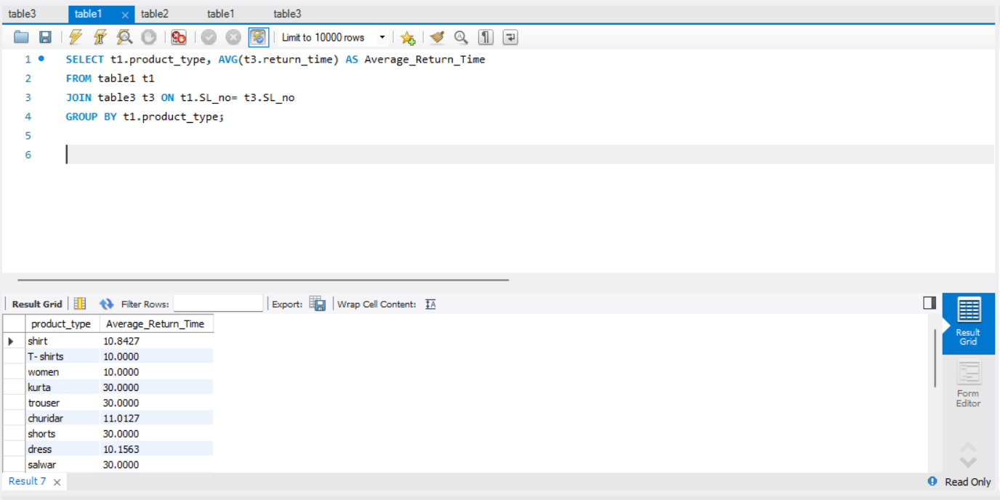 table3 table1 × table2 table1 table3
Limit to 10000 rows
1 SELECT t1.product_type, AVG(t3.return_time) AS Average_Return_Time
2 FROM table1 t1
3 JOIN table3 t3 ON t1.SL_no= t3.SL_no
4 GROUP BY t1.product_type;
5
6
Result Grid Filter Rows: Export: Wrap Cell Content:
product_type Average_Return_Time
shirt 10.8427
T- shirts 10.0000
women 10.0000
kurta 30.0000
trouser 30.0000
churidar 11.0127
shorts 30.0000
dress 10.1563
salwar 30.0000
Result
Grid
Form
Editor
Result 7 × Read Only